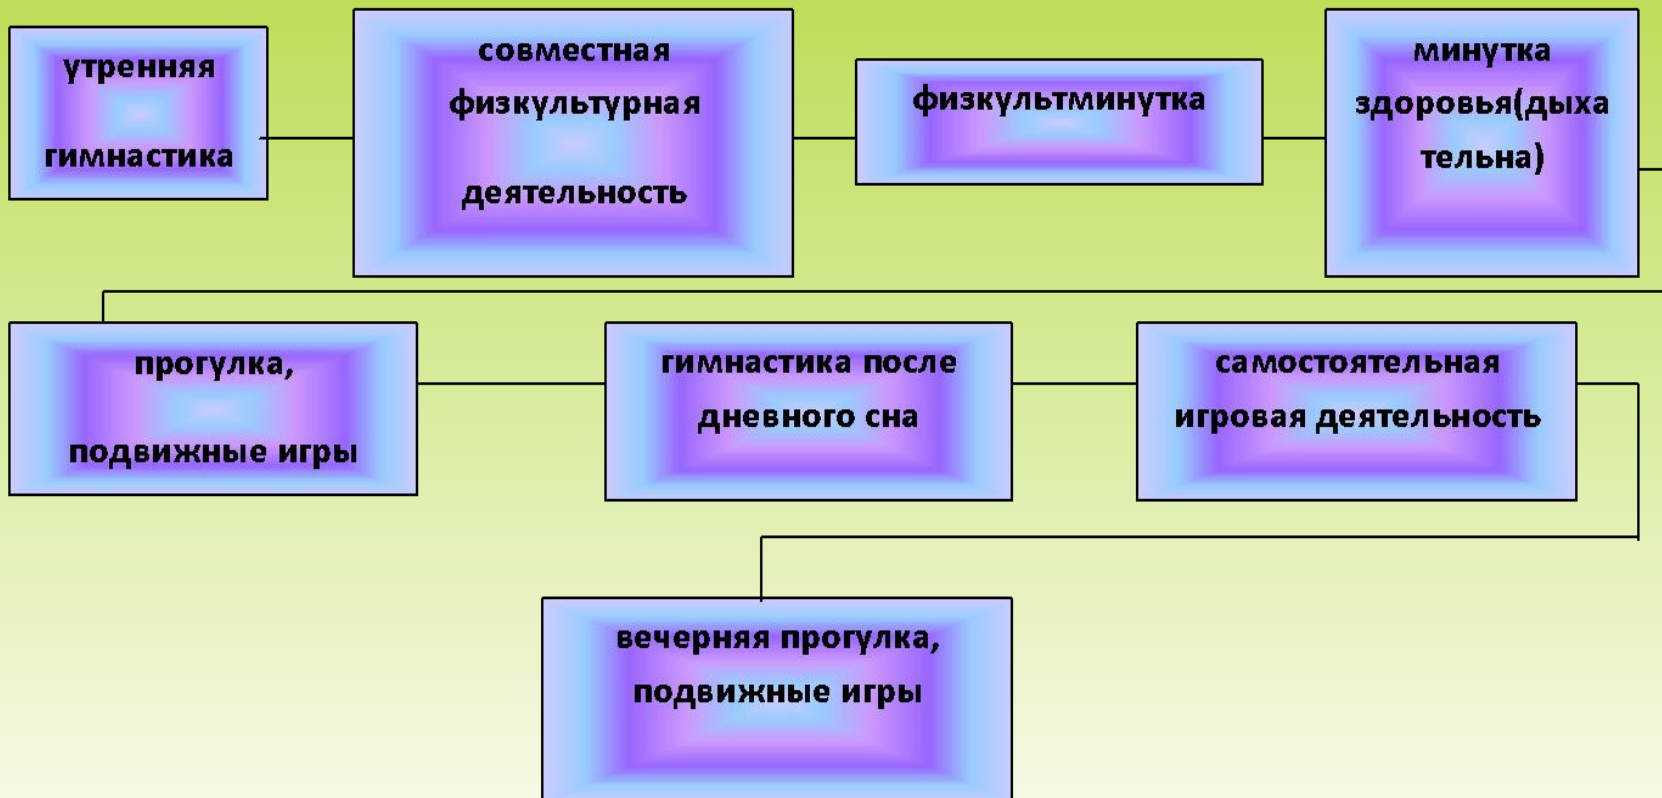 утренняя
гимнастика
совместная
физкультурная
деятельность
физкультминутка
минутка
здоровья(дыха
тельна)
прогулка,
подвижные игры
гимнастика после
дневного сна
самостоятельная
игровая деятельность
вечерняя прогулка,
подвижные игры